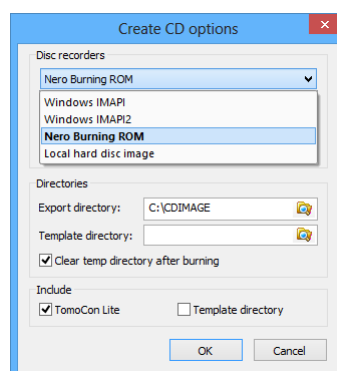 Create CD options
Disc recorders
Nero Burning ROM
Windows IMAPI
Windows IMAPI2
Nero Burning ROM
Local hard disc image
Directories
Export directory: C:\CDIMAGE
Template directory:
Clear temp directory after burning
Include
TomoCon Lite Template directory
OK Cancel